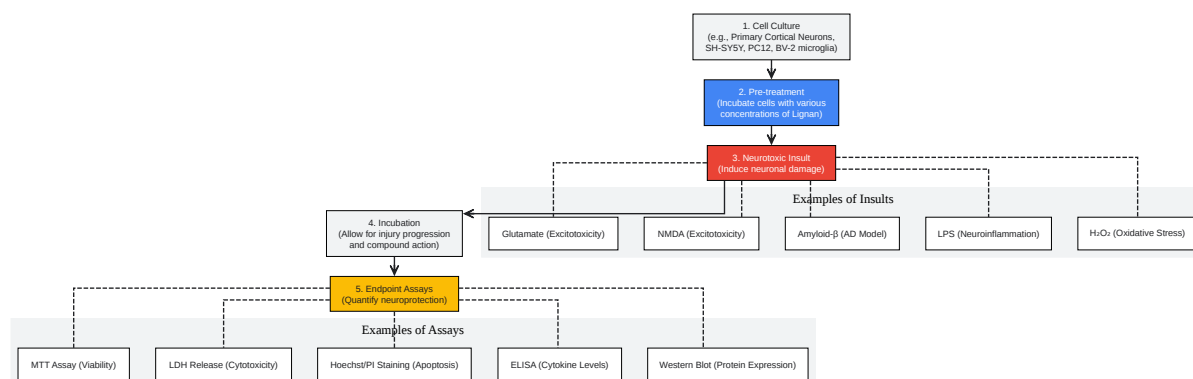 1. Cell Culture
(e.g., Primary Cortical Neurons,
SH-SY5Y, PC12, BV-2 microglia)
2. Pre-treatment
(Incubate cells with various
concentrations of Lignan)
3. Neurotoxic Insult
(Induce neuronal damage)
Examples of Insults
Glutamate (Excitotoxicity)
NMDA (Excitotoxicity)
Amyloid-β (AD Model)
LPS (Neuroinflammation)
H₂O₂ (Oxidative Stress)
4. Incubation
(Allow for injury progression
and compound action)
5. Endpoint Assays
(Quantify neuroprotection)
Examples of Assays
MTT Assay (Viability)
LDH Release (Cytotoxicity)
Hoechst/PI Staining (Apoptosis)
ELISA (Cytokine Levels)
Western Blot (Protein Expression)